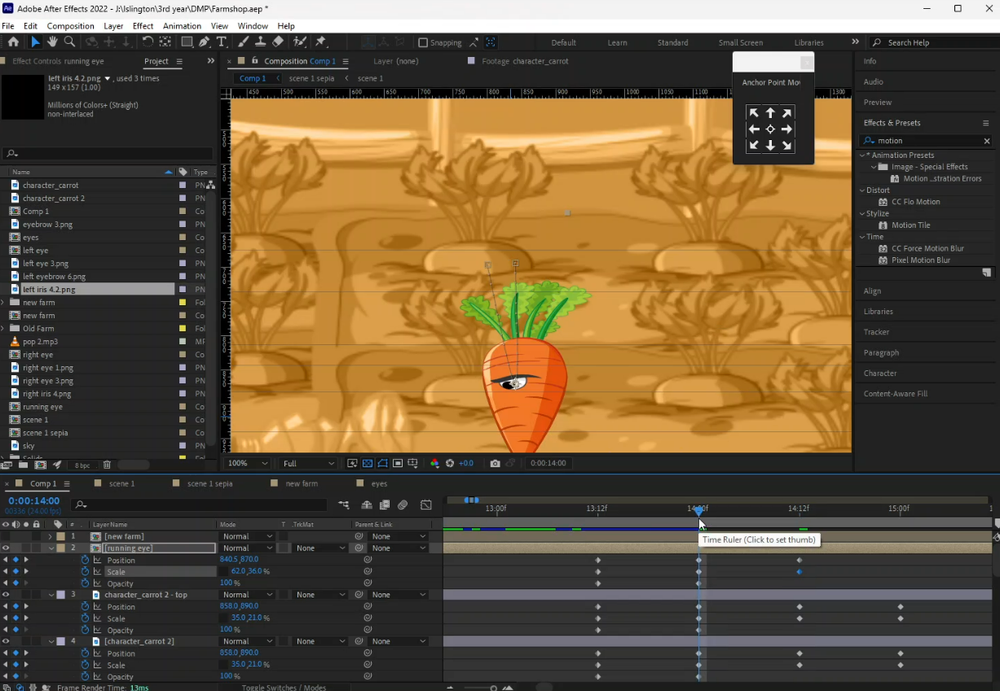 Adobe After Effects 2022 - J:\Islington\3rd year\DMP\Farmshop.aep *
File Edit Composition Layer Effect Animation View Window Help
Snapping Default Learn Standard Small Screen Libraries Search Help
Effect Controls running eye Project
Composition Comp 1 Layer (none) Footage character_carrot
Comp 1 scene 1 sepia scene 1
left iris 4.2.png , used 3 times
149 x 157 (1.00)
Millions of Colors+ (Straight)
non-interlaced
Name Type
character_carrot PN
character_carrot 2 PN
Comp 1 Co
eyebrow 3.png PN
eyes Co
left eye Co
left eye 3.png PN
left eyebrow 6.png PN
left iris 4.2.png PN
new farm Fol
new farm Co
Old Farm Fol
pop 2.mp3 MF
right eye Co
right eye 1.png PN
right eye 3.png PN
right iris 4.png PN
running eye Co
scene 1 Co
scene 1 sepia Co
sky PN
Solids Fol
8 bpc
450 500 550 600 650 700 750 800 850 900 950 1000 1050 1100 1300
Anchor Point Mov
100% Full +0.0 0:00:14:00
Info
Audio
Preview
Effects & Presets
motion
* Animation Presets
Image - Special Effects
Motion ...stration Errors
Distort
CC Flo Motion
Stylize
Motion Tile
Time
CC Force Motion Blur
Pixel Motion Blur
Align
Libraries
Tracker
Paragraph
Character
Content-Aware Fill
Comp 1 scene 1 scene 1 sepia new farm eyes
0:00:14:00
00336 (24.00 fps)
13:00f 13:12f 14:00f 14:12f 15:00f
# Layer Name Mode T .TrkMat Parent & Link
1 [new farm] Normal None
Time Ruler (Click to set thumb)
2 [running eye] Normal None None
Position 840.5,870.0
Scale 62.0,36.0 %
Opacity 100 %
3 character_carrot 2 - top Normal None None
Position 858.0,890.0
Scale 35.0,21.0 %
Opacity 100 %
4 [character_carrot 2] Normal None None
Position 858.0,890.0
Scale 35.0,21.0 %
Opacity 100 %
Frame Render Time: 13ms Toggle Switches / Modes